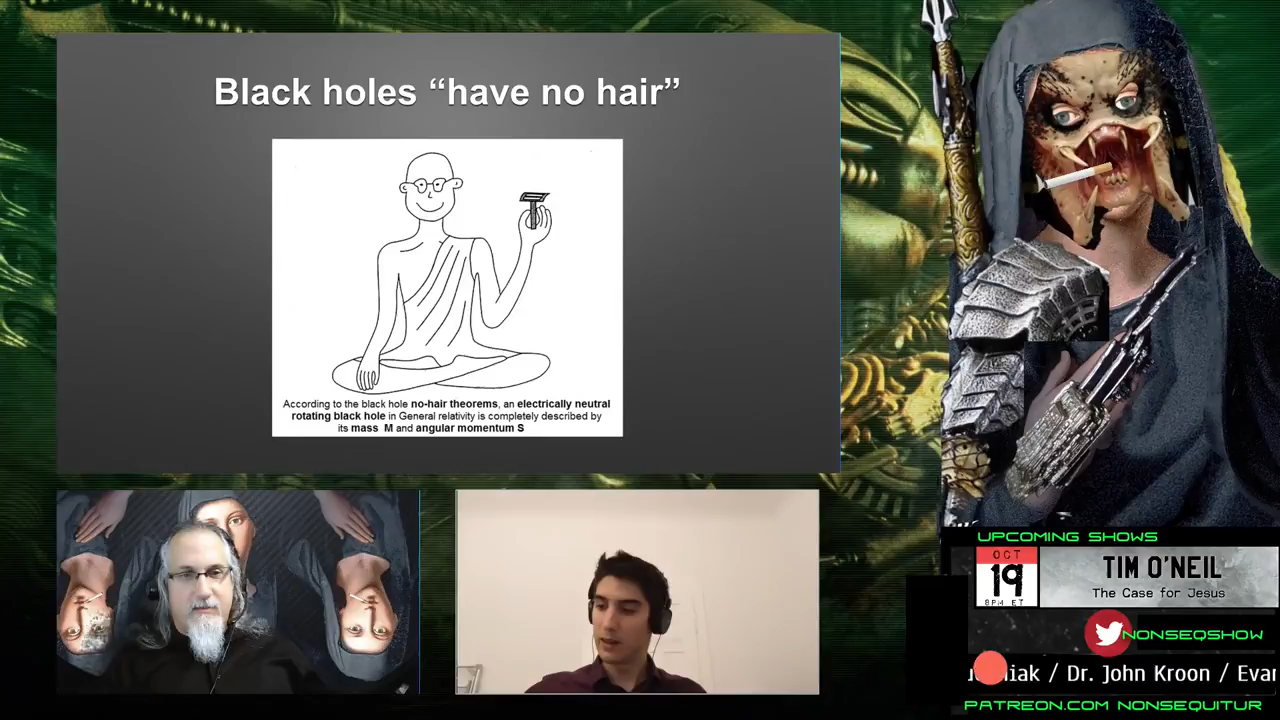 Black holes “have no hair”
According to the black hole no-hair theorems, an electrically neutral
rotating black hole in General relativity is completely described by
its mass M and angular momentum S
UPCOMING SHOWS
OCT
19
8PM ET
TIM O'NEIL
The Case for Jesus
NONSEQSHOW
iak / Dr. John Kroon / Evan
PATREON.COM NONSEQUITUR